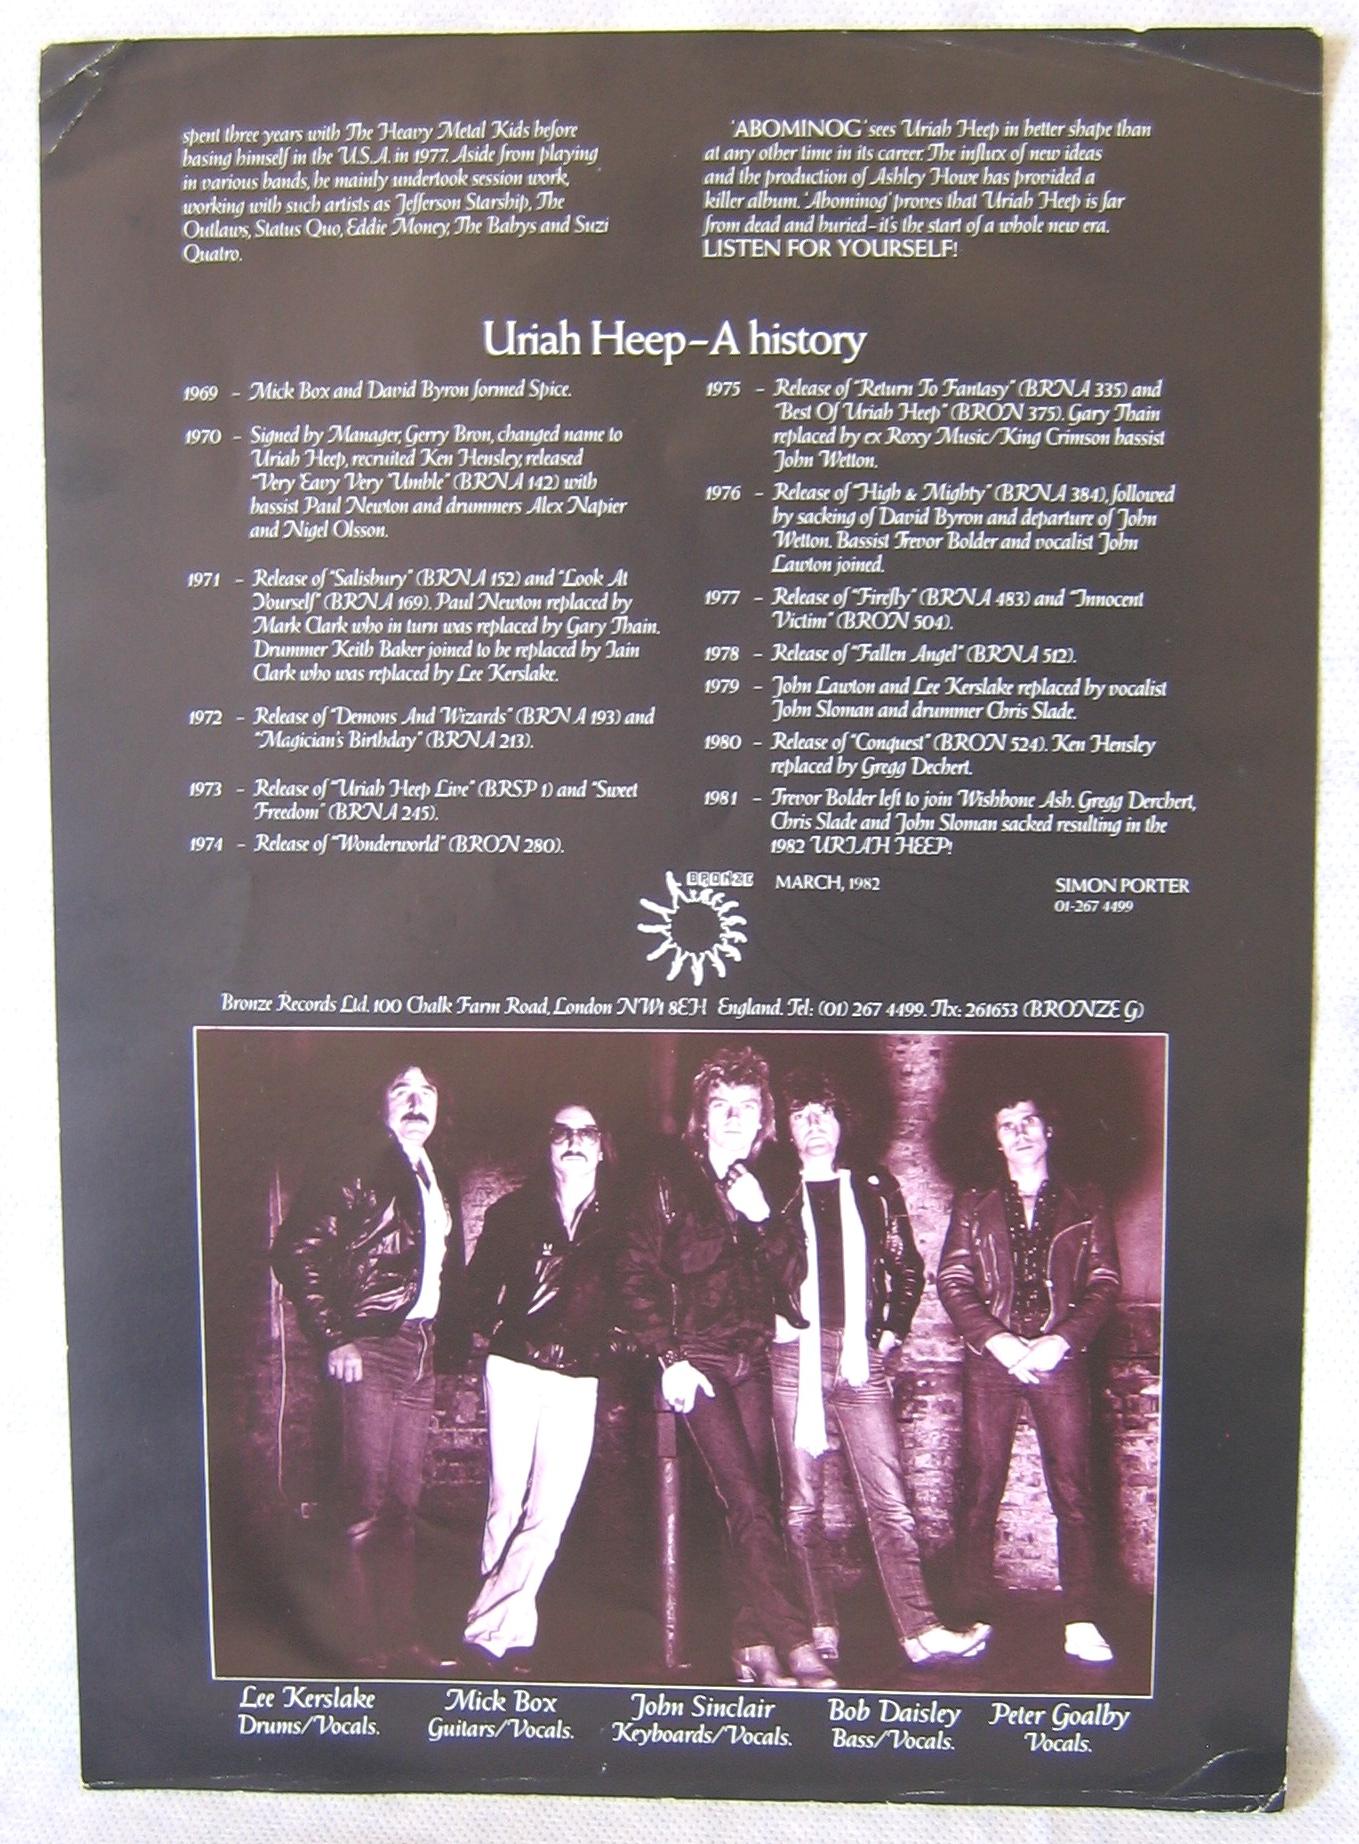 spent three years with The Heavy Metal Kids before
basing himself in the U.S.A. in 1977. Aside from playing
in various bands, he mainly undertook session work,
working with such artists as Jefferson Starship, The
Outlaws, Status Quo, Eddie Money, The Babys and Suzi
Quatro.
'ABOMINOG' sees Uriah Heep in better shape than
at any other time in its career. The influx of new ideas
and the production of Ashley Howe has provided a
killer album. 'Abominog' proves that Uriah Heep is far
from dead and buried–it's the start of a whole new era.
LISTEN FOR YOURSELF!
Uriah Heep–A history
1969 – Mick Box and David Byron formed Spice.
1970 – Signed by Manager, Gerry Bron, changed name to
Uriah Heep, recruited Ken Hensley, released
"Very 'Eavy Very 'Umble" (BRNA 142) with
bassist Paul Newton and drummers Alex Napier
and Nigel Olsson.
1971 – Release of "Salisbury" (BRNA 152) and "Look At
Yourself" (BRNA 169). Paul Newton replaced by
Mark Clark who in turn was replaced by Gary Thain.
Drummer Keith Baker joined to be replaced by Iain
Clark who was replaced by Lee Kerslake.
1972 – Release of "Demons And Wizards" (BRNA 193) and
"Magician's Birthday" (BRNA 213).
1973 – Release of "Uriah Heep Live" (BRSP 1) and "Sweet
Freedom" (BRNA 245).
1974 – Release of "Wonderworld" (BRON 280).
1975 – Release of "Return To Fantasy" (BRNA 335) and
"Best Of Uriah Heep" (BRON 375). Gary Thain
replaced by ex Roxy Music/King Crimson bassist
John Wetton.
1976 – Release of "High & Mighty" (BRNA 384), followed
by sacking of David Byron and departure of John
Wetton. Bassist Trevor Bolder and vocalist John
Lawton joined.
1977 – Release of "Firefly" (BRNA 483) and "Innocent
Victim" (BRON 504).
1978 – Release of "Fallen Angel" (BRNA 512).
1979 – John Lawton and Lee Kerslake replaced by vocalist
John Sloman and drummer Chris Slade.
1980 – Release of "Conquest" (BRON 524). Ken Hensley
replaced by Gregg Dechert.
1981 – Trevor Bolder left to join Wishbone Ash. Gregg Derchert,
Chris Slade and John Sloman sacked resulting in the
1982 URIAH HEEP!
BRONZE
MARCH, 1982
SIMON PORTER
01-267 4499
Bronze Records Ltd. 100 Chalk Farm Road, London NW1 8EH England. Tel: (01) 267 4499. Tlx: 261653 (BRONZE G)
Lee Kerslake
Drums/Vocals.
Mick Box
Guitars/Vocals.
John Sinclair
Keyboards/Vocals.
Bob Daisley
Bass/Vocals.
Peter Goalby
Vocals.